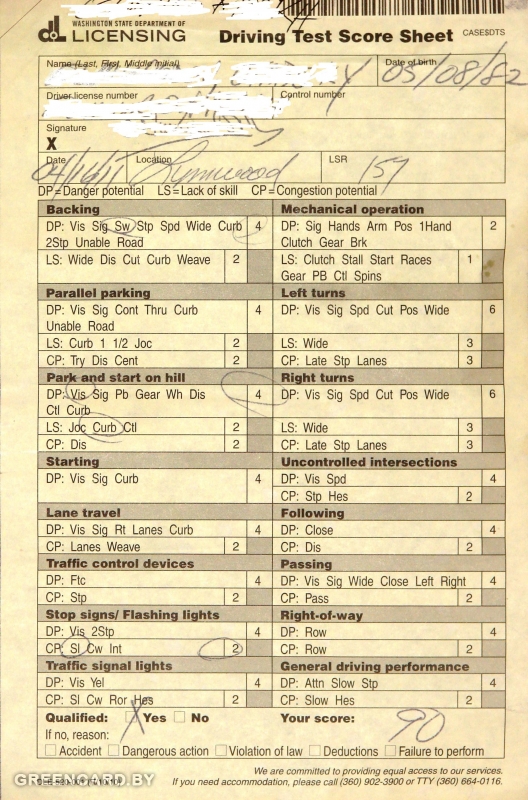 WASHINGTON STATE DEPARTMENT OF
dol LICENSING Driving Test Score Sheet CASE$DTS
Name (Last, First, Middle Initial) Date of birth
05/08/82
Driver license number Control number
Signature
X
Date Location LSR
04/16/11 Lynnwood 157
DP=Danger potential LS=Lack of skill CP=Congestion potential
Backing
DP: Vis Sig Sw Stp Spd Wide Curb 4
2Stp Unable Road
LS: Wide Dis Cut Curb Weave 2
Parallel parking
DP: Vis Sig Cont Thru Curb 4
Unable Road
LS: Curb 1 1/2 Joc 2
CP: Try Dis Cent 2
Park and start on hill
DP: Vis Sig Pb Gear Wh Dis 4
Ctl Curb
LS: Joc Curb Ctl 2
CP: Dis 2
Starting
DP: Vis Sig Curb 4
Lane travel
DP: Vis Sig Rt Lanes Curb 4
CP: Lanes Weave 2
Traffic control devices
DP: Ftc 4
CP: Stp 2
Stop signs/ Flashing lights
DP: Vis 2Stp 4
CP: Sl Cw Int 2
Traffic signal lights
DP: Vis Yel 4
CP: Sl Cw Ror Hes 2
Mechanical operation
DP: Sig Hands Arm Pos 1Hand 2
Clutch Gear Brk
LS: Clutch Stall Start Races 1
Gear PB Ctl Spins
Left turns
DP: Vis Sig Spd Cut Pos Wide 6
LS: Wide 3
CP: Late Stp Lanes 3
Right turns
DP: Vis Sig Spd Cut Pos Wide 6
LS: Wide 3
CP: Late Stp Lanes 3
Uncontrolled intersections
DP: Vis Spd 4
CP: Stp Hes 2
Following
DP: Close 4
CP: Dis 2
Passing
DP: Vis Sig Wide Close Left Right 4
CP: Pass 2
Right-of-way
DP: Row 4
CP: Row 2
General driving performance
DP: Attn Slow Stp 4
CP: Slow Hes 2
Qualified: X Yes No Your score: 90
If no, reason:
Accident Dangerous action Violation of law Deductions Failure to perform
We are committed to providing equal access to our services.
If you need accommodation, please call (360) 902-3900 or TTY (360) 664-0116.
GREENCARD.BY